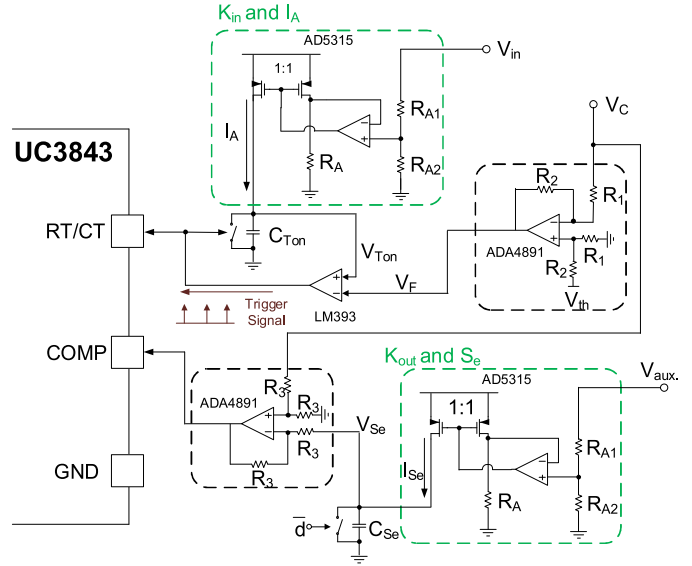 K_in and I_A
AD5315
1:1
V_in
R_A1
I_A
R_A
R_A2
V_C
UC3843
R_2
R_1
RT/CT
C_Ton
V_Ton
ADA4891
R_2
R_1
V_F
V_th
LM393
Trigger
Signal
COMP
K_out and S_e
AD5315
V_aux.
R_3
ADA4891
R_3
V_Se
1:1
R_3
R_A1
GND
R_3
I_Se
R_A
R_A2
d̅
C_Se